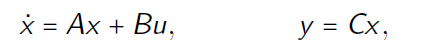 ẋ = Ax + Bu, y = Cx,